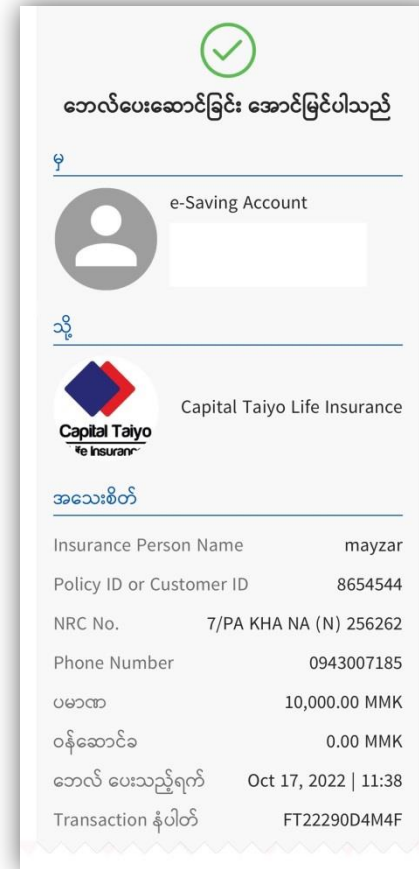 ဘေလ်ပေးဆောင်ခြင်း အောင်မြင်ပါသည်
မှ
e-Saving Account
သို့
Capital Taiyo
Capital Taiyo Life Insurance
အသေးစိတ်
Insurance Person Name mayzar
Policy ID or Customer ID 8654544
NRC No. 7/PA KHA NA (N) 256262
Phone Number 0943007185
ပမာဏ 10,000.00 MMK
ဝန်ဆောင်ခ 0.00 MMK
ဘေလ် ပေးသည့်ရက် Oct 17, 2022 | 11:38
Transaction နံပါတ် FT22290D4M4F